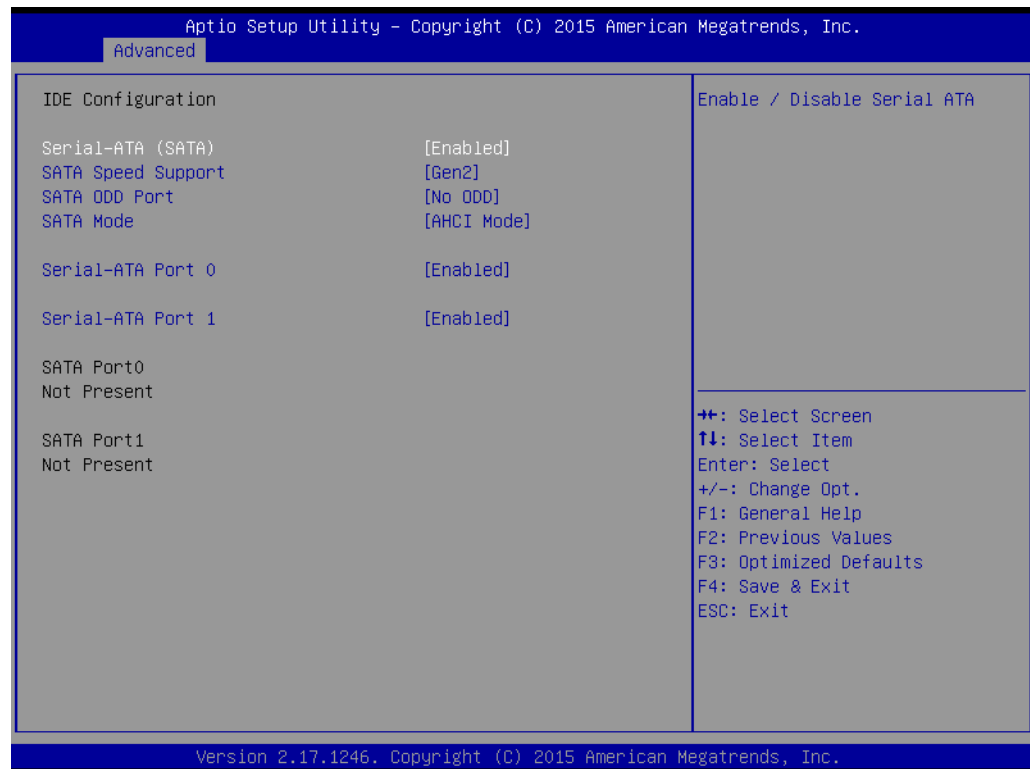 Aptio Setup Utility – Copyright (C) 2015 American Megatrends, Inc.
Advanced
IDE Configuration
Serial-ATA (SATA) [Enabled]
SATA Speed Support [Gen2]
SATA ODD Port [No ODD]
SATA Mode [AHCI Mode]
Serial-ATA Port 0 [Enabled]
Serial-ATA Port 1 [Enabled]
SATA Port0
Not Present
SATA Port1
Not Present
Enable / Disable Serial ATA
→←: Select Screen
↑↓: Select Item
Enter: Select
+/-: Change Opt.
F1: General Help
F2: Previous Values
F3: Optimized Defaults
F4: Save & Exit
ESC: Exit
Version 2.17.1246. Copyright (C) 2015 American Megatrends, Inc.